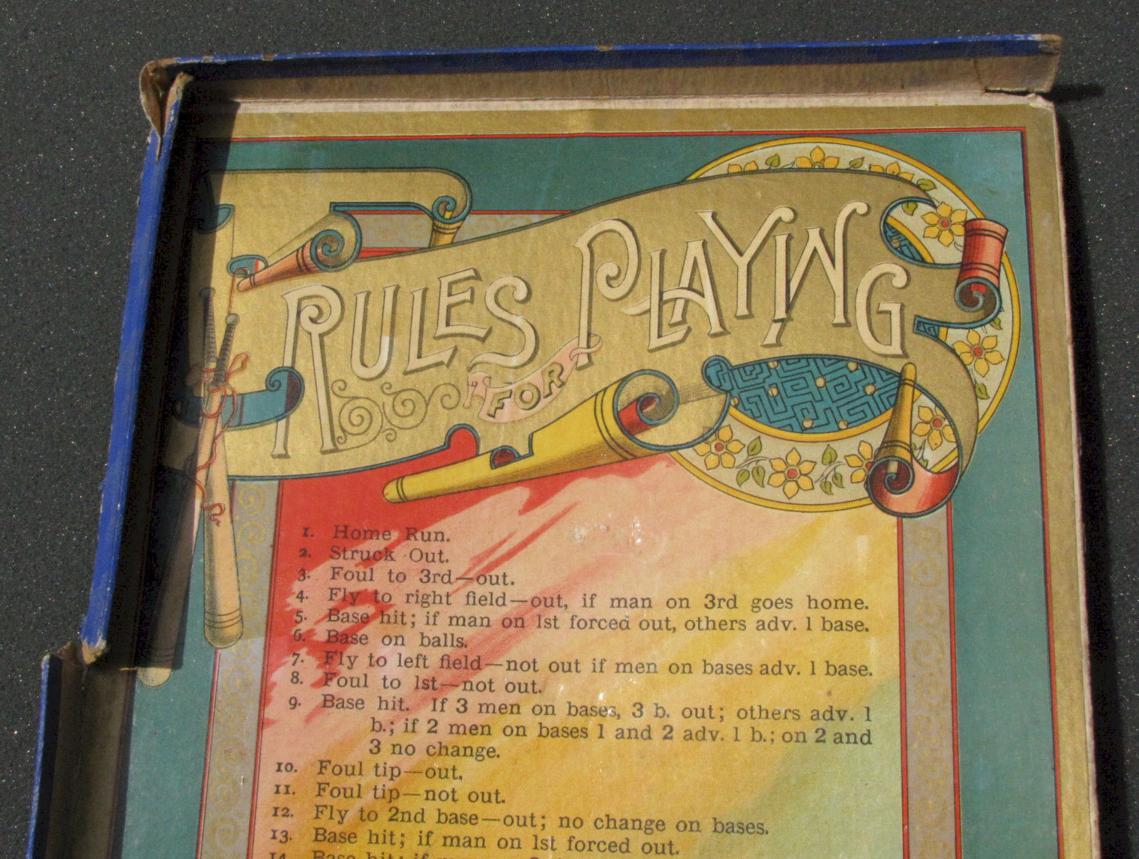 RULES FOR PLAYING
1. Home Run.
2. Struck Out.
3. Foul to 3rd—out.
4. Fly to right field—out, if man on 3rd goes home.
5. Base hit; if man on 1st forced out, others adv. 1 base.
6. Base on balls.
7. Fly to left field—not out if men on bases adv. 1 base.
8. Foul to 1st—not out.
9. Base hit. If 3 men on bases, 3 b. out; others adv. 1
b.; if 2 men on bases 1 and 2 adv. 1 b.; on 2 and
3 no change.
10. Foul tip—out.
11. Foul tip—not out.
12. Fly to 2nd base—out; no change on bases.
13. Base hit; if man on 1st forced out.
14. Base hit; if